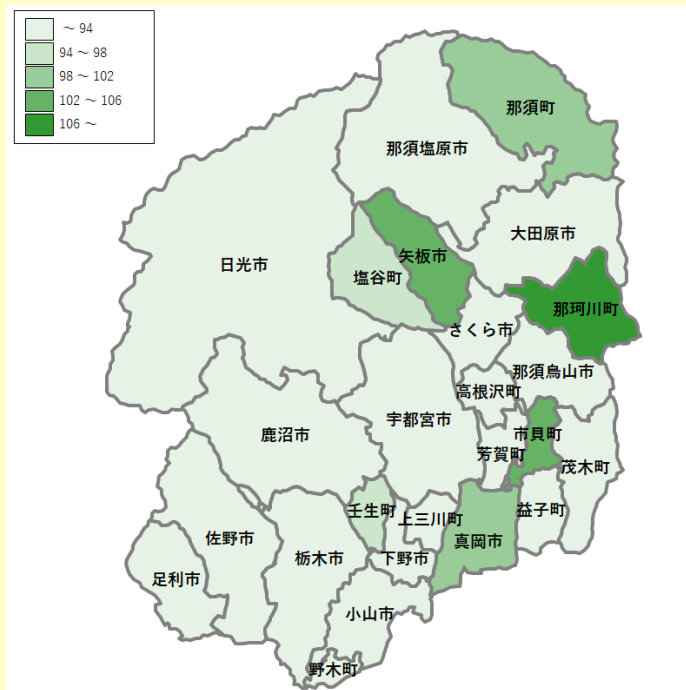 ～ 94
94 ～ 98
98 ～ 102
102 ～ 106
106 ～
那須町
那須塩原市
大田原市
矢板市
日光市
塩谷町
那珂川町
さくら市
那須烏山市
高根沢町
宇都宮市
鹿沼市
市貝町
芳賀町
茂木町
壬生町
益子町
上三川町
佐野市
真岡市
栃木市
下野市
足利市
小山市
野木町